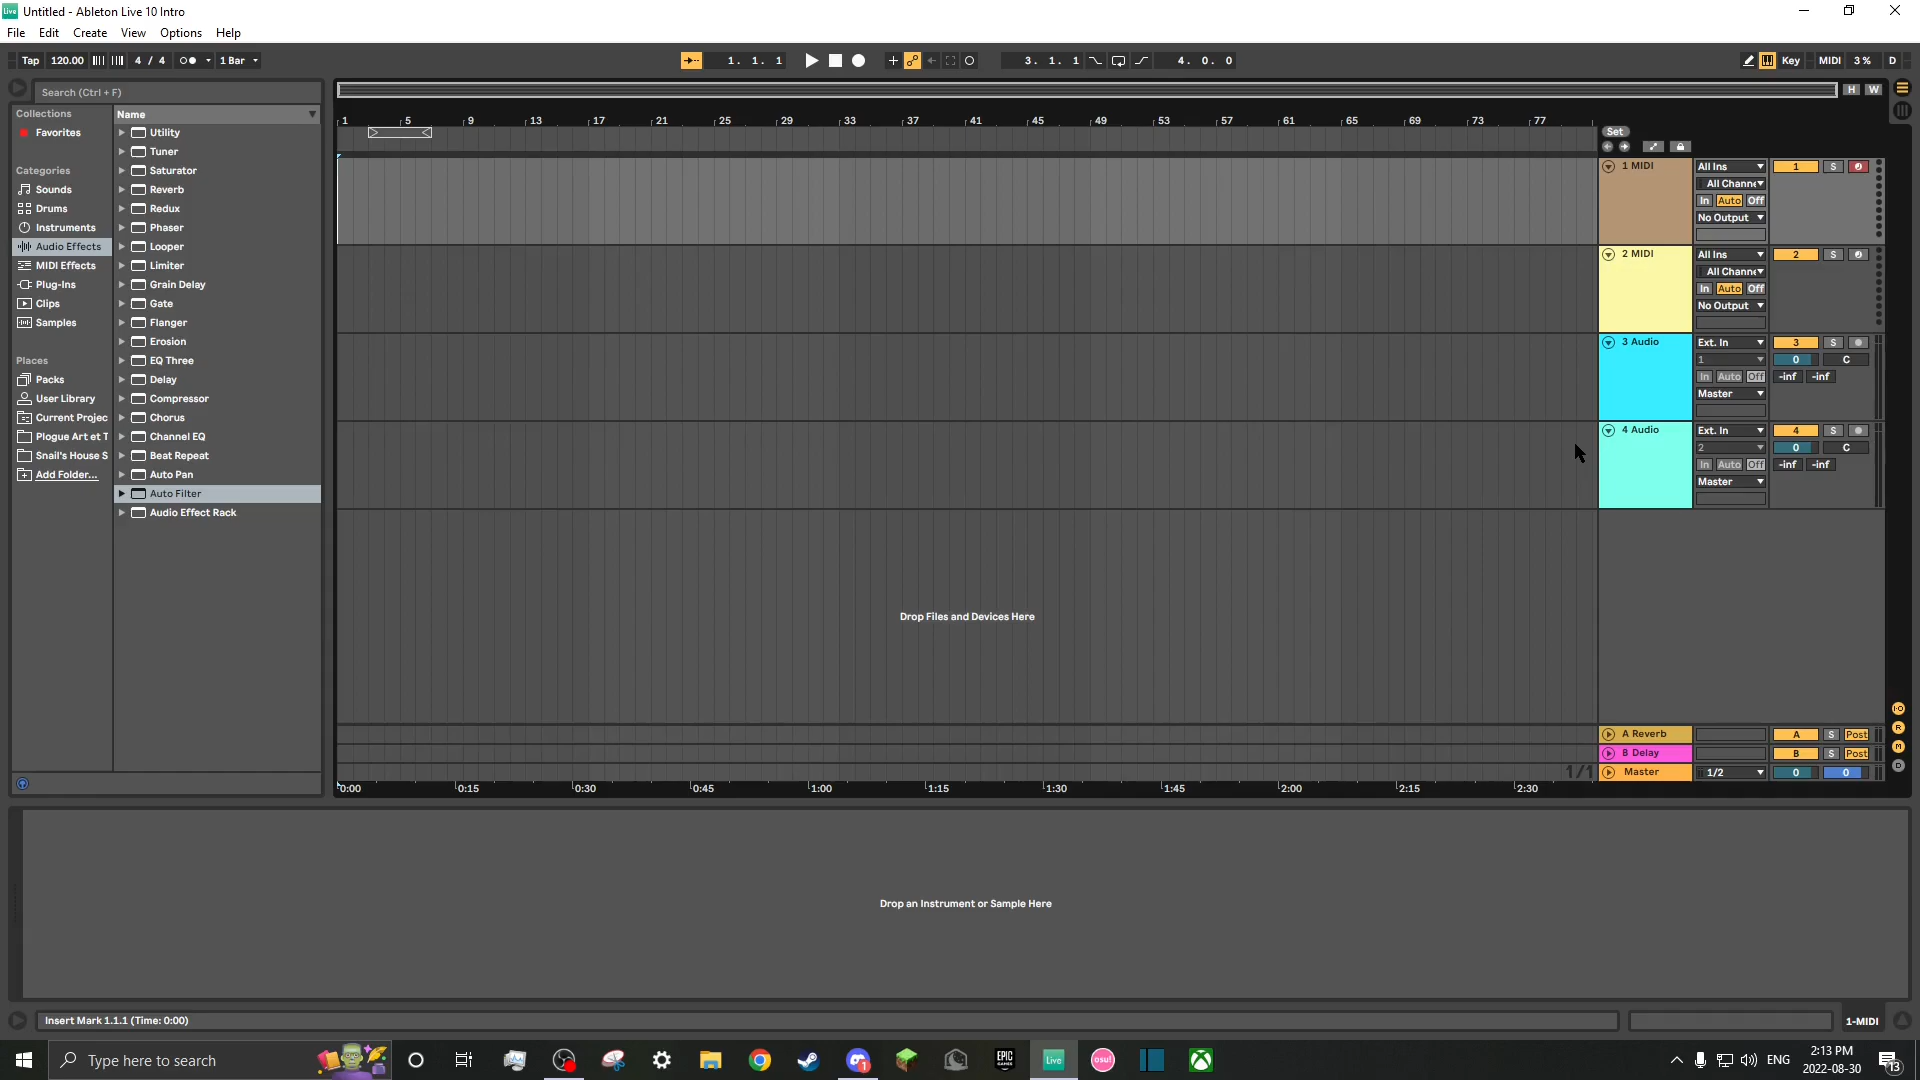 Live Untitled - Ableton Live 10 Intro
File Edit Create View Options Help
Tap 120.00 4 / 4 1 Bar 1. 1. 1 3. 1. 1 4. 0. 0 Key MIDI 3 % D
Search (Ctrl + F)
H W
Collections
Favorites
Categories
Sounds
Drums
Instruments
Audio Effects
MIDI Effects
Plug-Ins
Clips
Samples
Places
Packs
User Library
Current Projec
Plogue Art et T
Snail's House S
Add Folder...
Name
Utility
Tuner
Saturator
Reverb
Redux
Phaser
Looper
Limiter
Grain Delay
Gate
Flanger
Erosion
EQ Three
Delay
Compressor
Chorus
Channel EQ
Beat Repeat
Auto Pan
Auto Filter
Audio Effect Rack
1 5 9 13 17 21 25 29 33 37 41 45 49 53 57 61 65 69 73 77
Set
1 MIDI All Ins 1 S
All Channe
In Auto Off
No Output
2 MIDI All Ins 2 S
All Channe
In Auto Off
No Output
3 Audio Ext. In 3 S
1 0 C
In Auto Off -inf -inf
Master
4 Audio Ext. In 4 S
2 0 C
In Auto Off -inf -inf
Master
Drop Files and Devices Here
A Reverb A S Post
B Delay B S Post
1/1 Master 1/2 0 0
I·O
R
M
D
0:00 0:15 0:30 0:45 1:00 1:15 1:30 1:45 2:00 2:15 2:30
Drop an Instrument or Sample Here
Insert Mark 1.1.1 (Time: 0:00) 1-MIDI
Type here to search
1
EPIC GAMES
Live
osu!
ENG
2:13 PM
2022-08-30
13